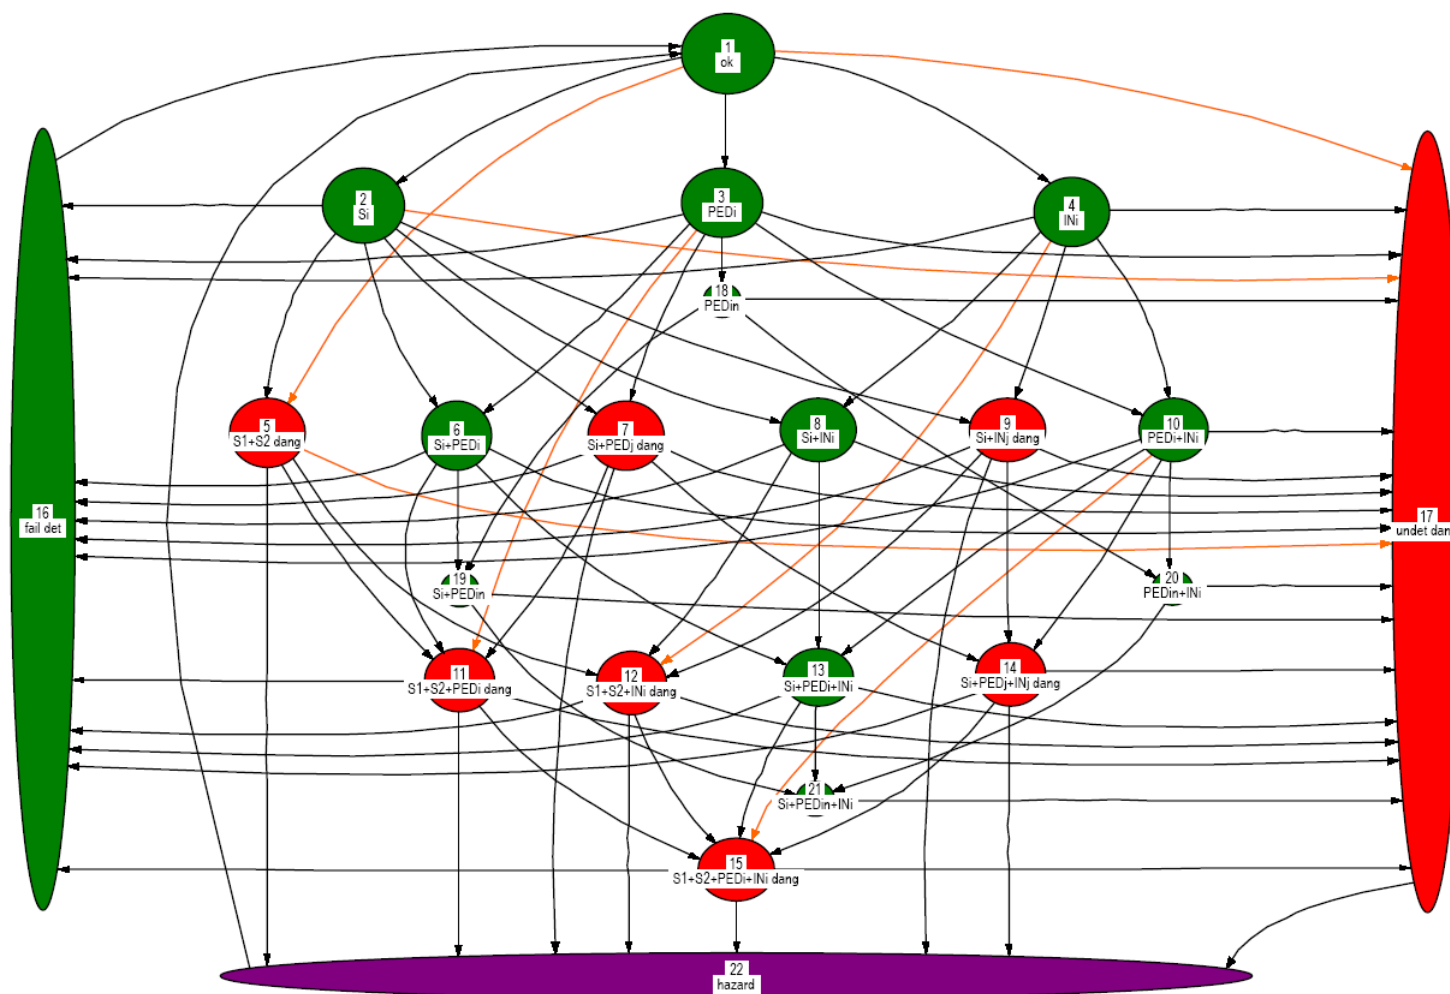 1
ok
2
Si
3
PEDi
4
INi
18
PEDin
5
S1+S2 dang
6
Si+PEDi
7
Si+PEDj dang
8
Si+INi
9
Si+INj dang
10
PEDi+INi
16
fail det
17
undet dan
19
Si+PEDin
20
PEDin+INi
11
S1+S2+PEDi dang
12
S1+S2+INi dang
13
Si+PEDi+INi
14
Si+PEDj+INj dang
21
Si+PEDin+INi
15
S1+S2+PEDi+INi dang
22
hazard